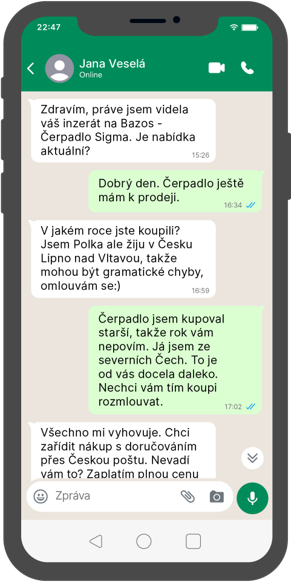 22:47
Jana Veselá
Online
Zdravím, práve jsem videla
váš inzerát na Bazos -
Čerpadlo Sigma. Je nabídka
aktuální?
15:26
Dobrý den. Čerpadlo ještě
mám k prodeji.
16:34
V jakém roce jste koupili?
Jsem Polka ale žiju v Česku
Lipno nad Vltavou, takže
mohou být gramatické chyby,
omlouvám se:)
16:59
Čerpadlo jsem kupoval
starší, takže rok vám
nepovím. Já jsem ze
severních Čech. To je
od vás docela daleko.
Nechci vám tím koupi
rozmlouvat.
17:02
Všechno mi vyhovuje. Chci
zařídit nákup s doručováním
přes Českou poštu. Nevadí
vám to? Zaplatím plnou cenu
Zpráva